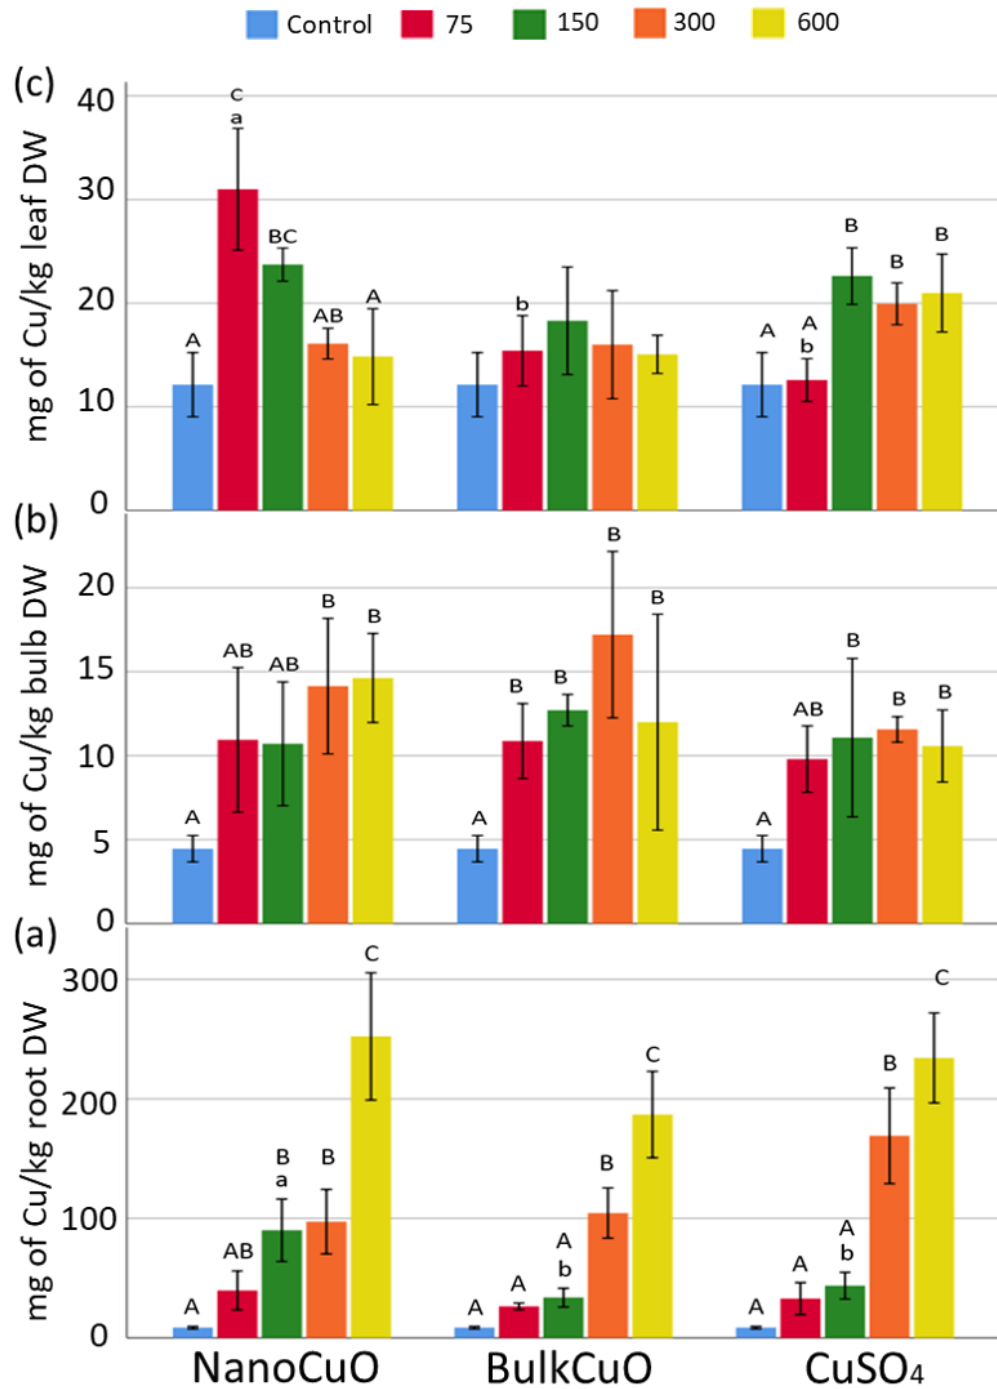 Control 75 150 300 600
(c)
mg of Cu/kg leaf DW
40
30
20
10
0
A
C
a
BC
AB
A
b
A
A
b
B
B
B
(b)
mg of Cu/kg bulb DW
20
15
10
5
0
A
AB
AB
B
B
A
B
B
B
B
A
AB
B
B
B
(a)
mg of Cu/kg root DW
300
200
100
0
A
AB
B
a
B
C
A
A
A
b
B
C
A
A
A
b
B
C
NanoCuO BulkCuO CuSO₄